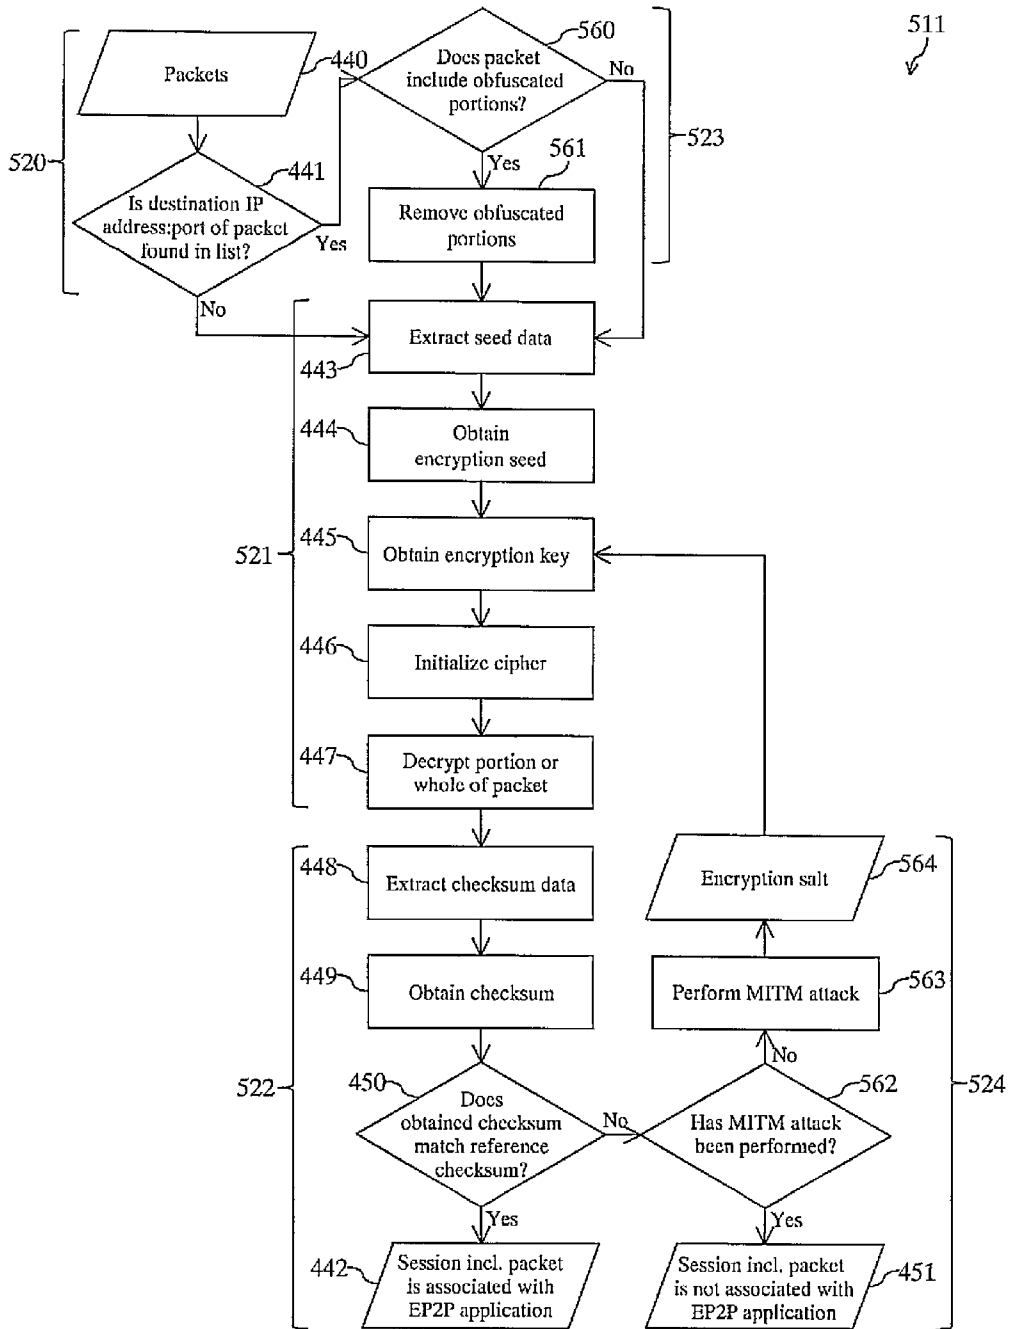 511
520
Packets
440
441
Is destination IP
address:port of packet
found in list?
Yes
No
560
Does packet
include obfuscated
portions?
No
Yes
523
561
Remove obfuscated
portions
521
Extract seed data
443
444
Obtain
encryption seed
445
Obtain encryption key
446
Initialize cipher
447
Decrypt portion or
whole of packet
522
448
Extract checksum data
449
Obtain checksum
450
Does
obtained checksum
match reference
checksum?
No
Yes
442
Session incl. packet
is associated with
EP2P application
524
Encryption salt
564
Perform MITM attack
563
No
562
Has MITM attack
been performed?
Yes
Session incl. packet
is not associated with
EP2P application
451